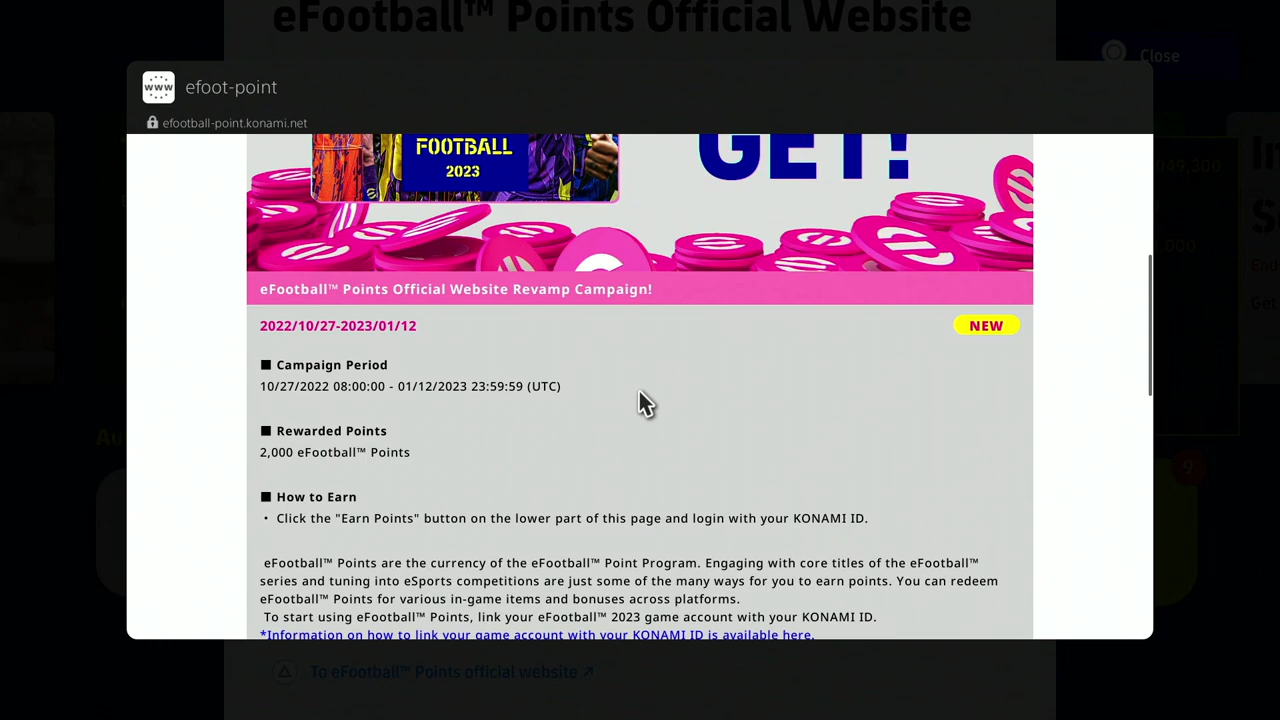 eFootball™ Points Official Website
Close
www
efoot-point
efootball-point.konami.net
FOOTBALL
2023
GET!
eFootball™ Points Official Website Revamp Campaign!
2022/10/27-2023/01/12
NEW
■ Campaign Period
10/27/2022 08:00:00 - 01/12/2023 23:59:59 (UTC)
■ Rewarded Points
2,000 eFootball™ Points
■ How to Earn
・ Click the "Earn Points" button on the lower part of this page and login with your KONAMI ID.
eFootball™ Points are the currency of the eFootball™ Point Program. Engaging with core titles of the eFootball™
series and tuning into eSports competitions are just some of the many ways for you to earn points. You can redeem
eFootball™ Points for various in-game items and bonuses across platforms.
To start using eFootball™ Points, link your eFootball™ 2023 game account with your KONAMI ID.
*Information on how to link your game account with your KONAMI ID is available here.
To eFootball™ Points official website ↗
9